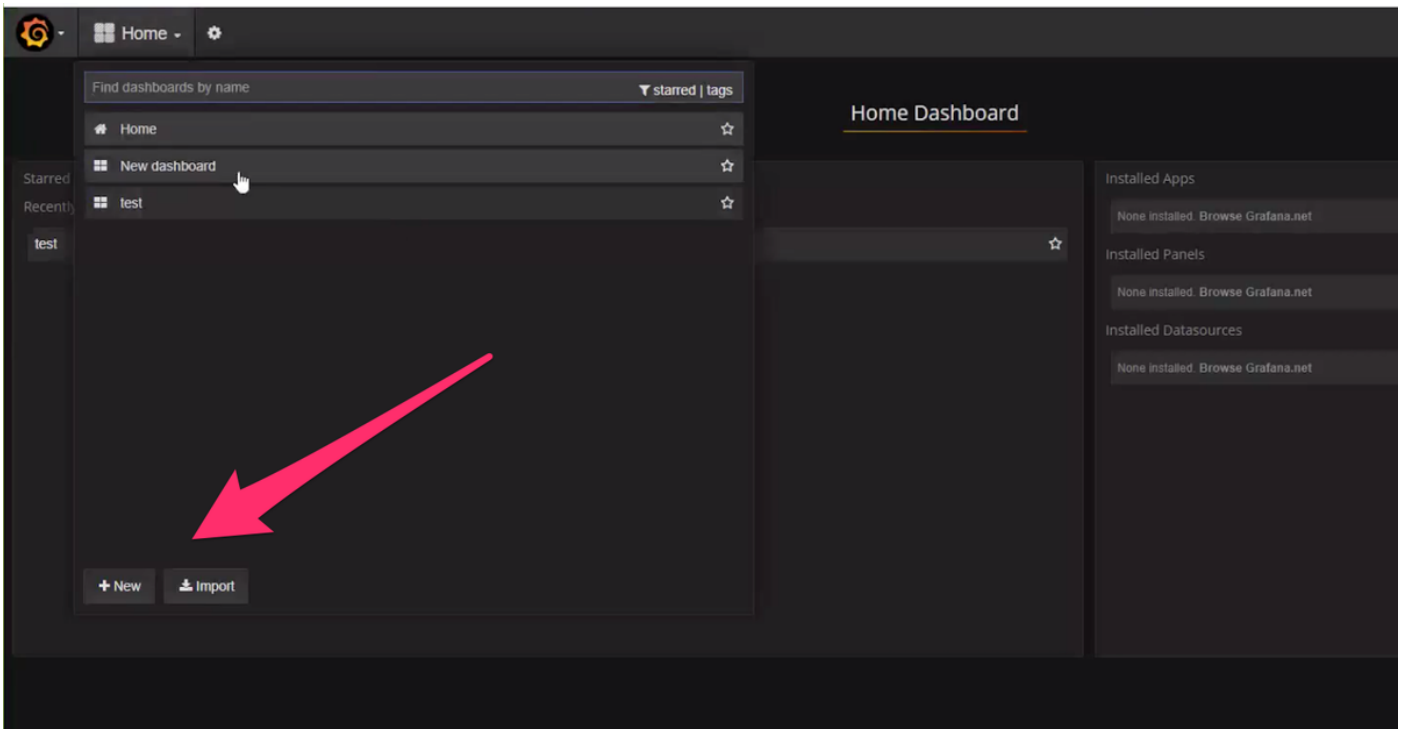 Home
Find dashboards by name
starred | tags
Home
New dashboard
test
Home Dashboard
Starred
Recently
test
Installed Apps
None installed. Browse Grafana.net
Installed Panels
None installed. Browse Grafana.net
Installed Datasources
None installed. Browse Grafana.net
+ New
Import